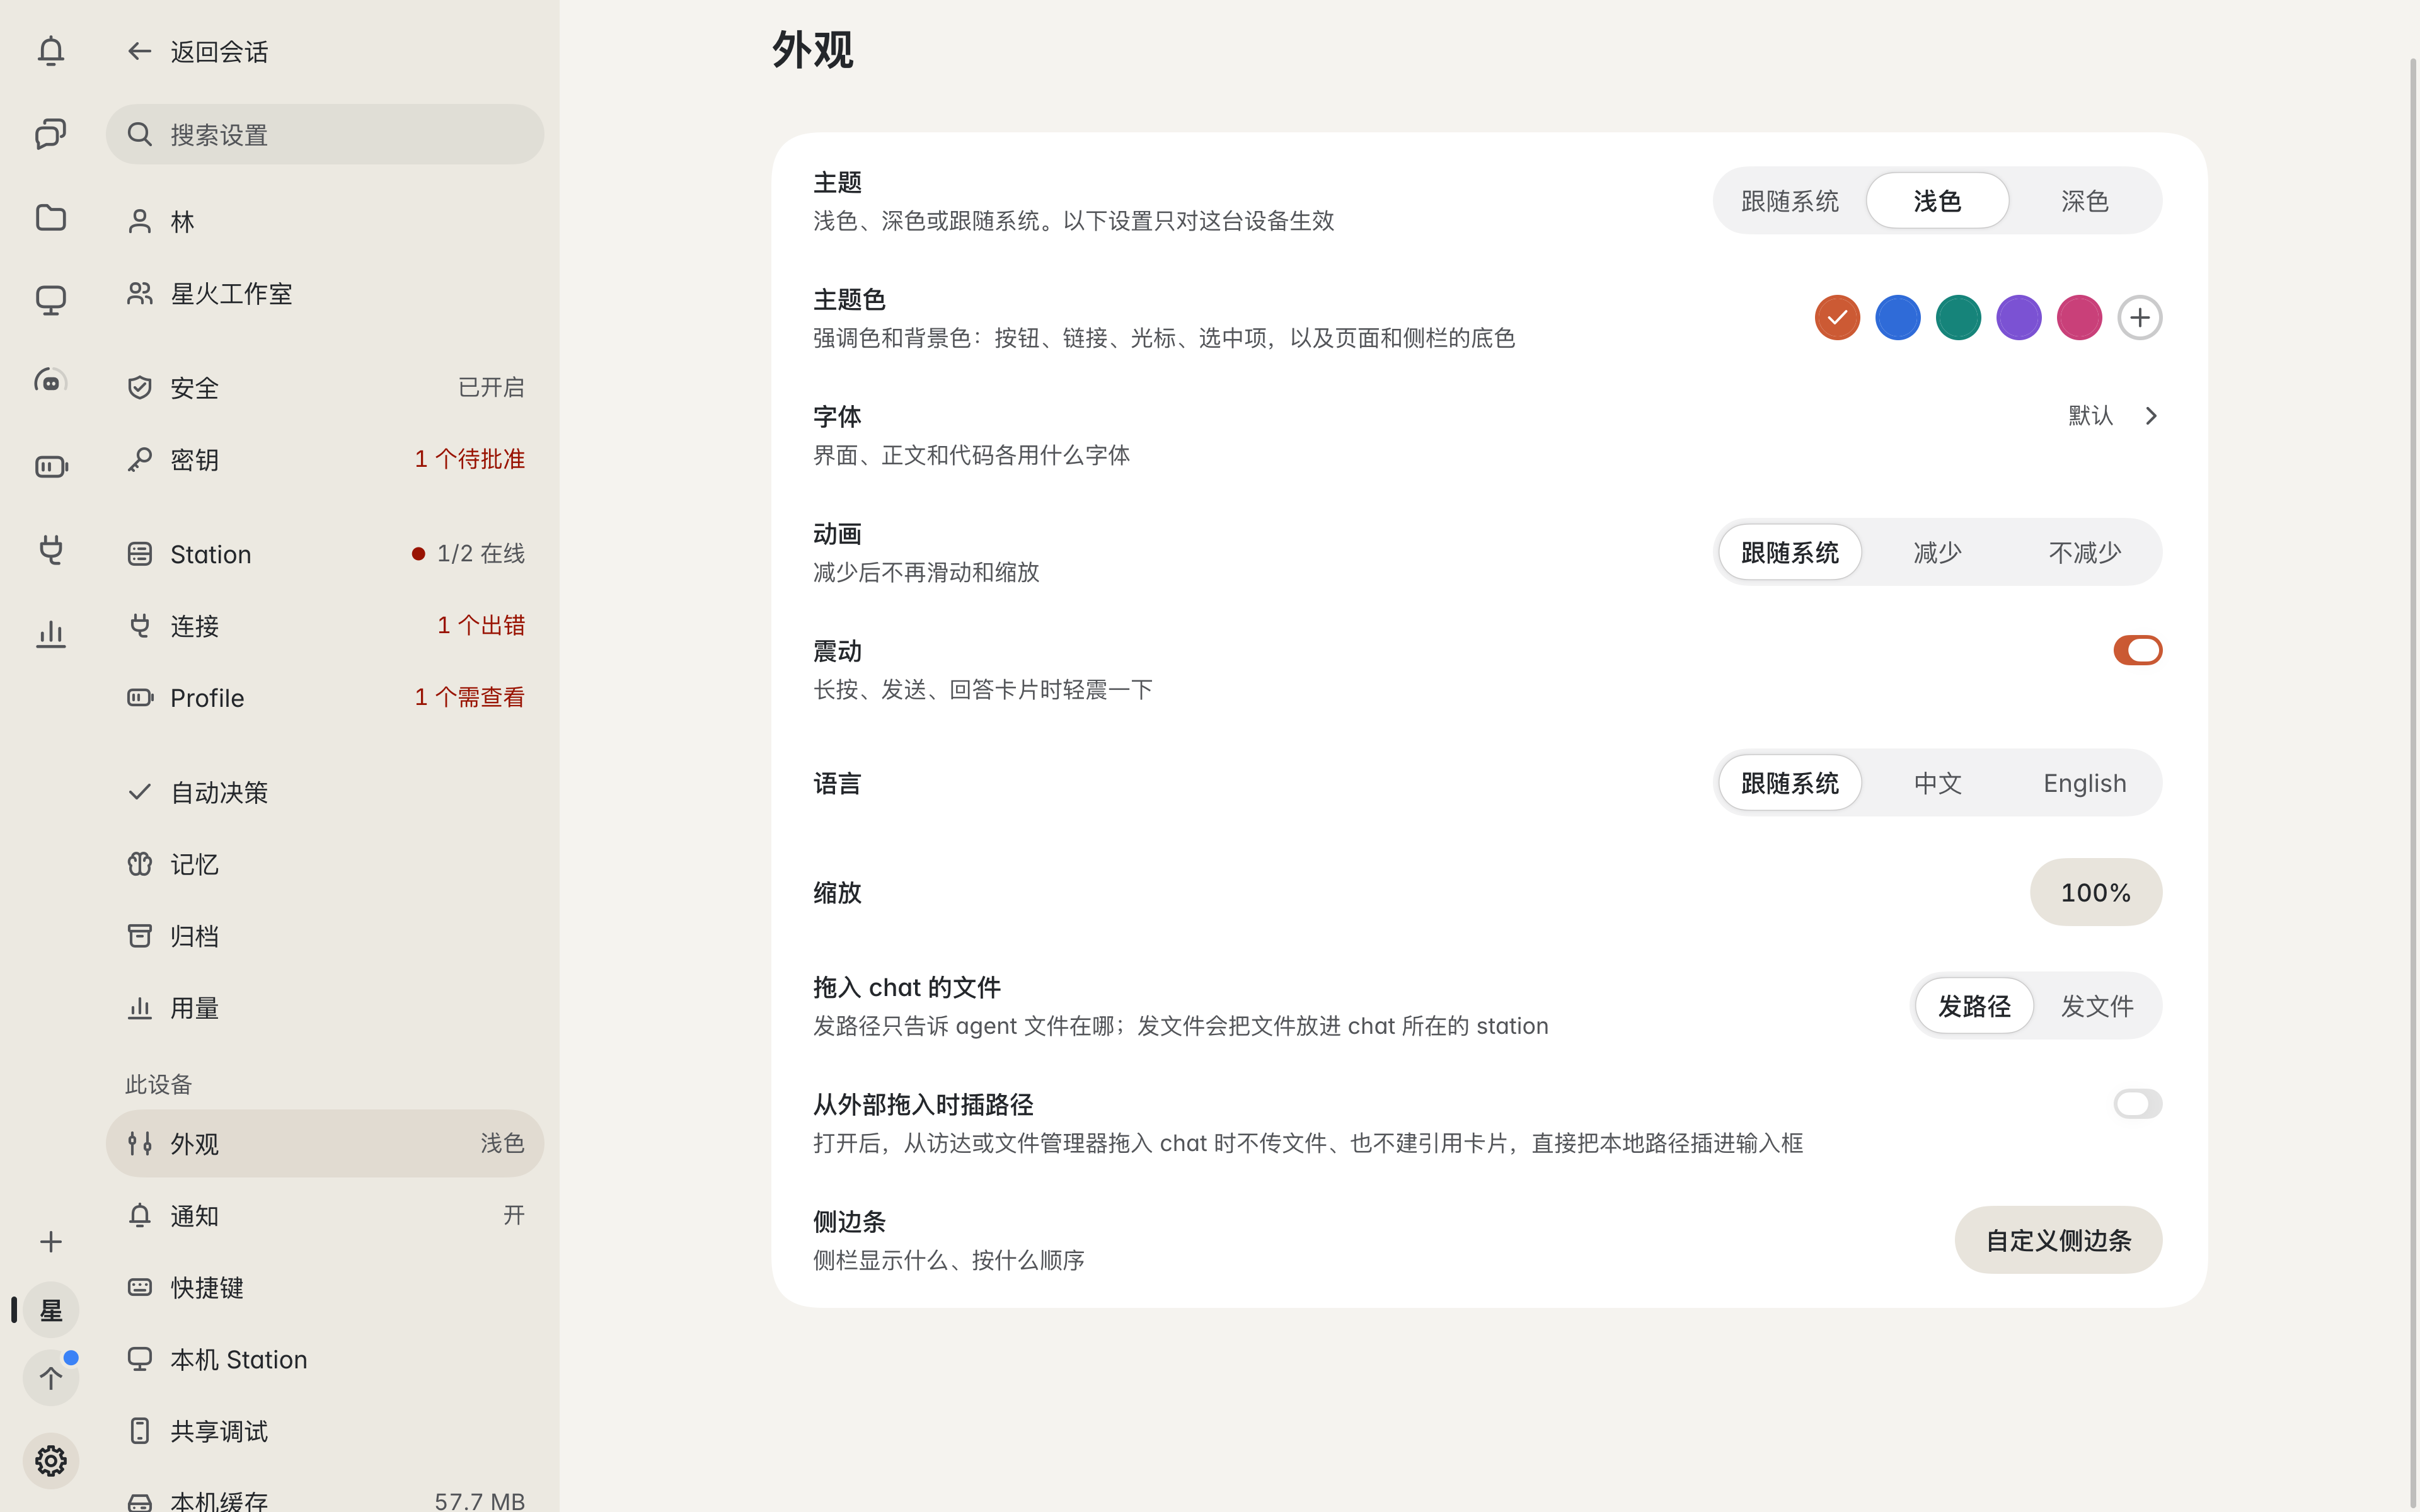 返回会话
搜索设置
林
星火工作室
安全 已开启
密钥 1 个待批准
Station 1/2 在线
连接 1 个出错
Profile 1 个需查看
自动决策
记忆
归档
用量
此设备
外观 浅色
通知 开
快捷键
本机 Station
共享调试
本机缓存 57.7 MB
星
个
外观
主题
浅色、深色或跟随系统。以下设置只对这台设备生效
跟随系统 浅色 深色
主题色
强调色和背景色：按钮、链接、光标、选中项，以及页面和侧栏的底色
字体
界面、正文和代码各用什么字体
默认
动画
减少后不再滑动和缩放
跟随系统 减少 不减少
震动
长按、发送、回答卡片时轻震一下
语言
跟随系统 中文 English
缩放
100%
拖入 chat 的文件
发路径只告诉 agent 文件在哪；发文件会把文件放进 chat 所在的 station
发路径 发文件
从外部拖入时插路径
打开后，从访达或文件管理器拖入 chat 时不传文件、也不建引用卡片，直接把本地路径插进输入框
侧边条
侧栏显示什么、按什么顺序
自定义侧边条